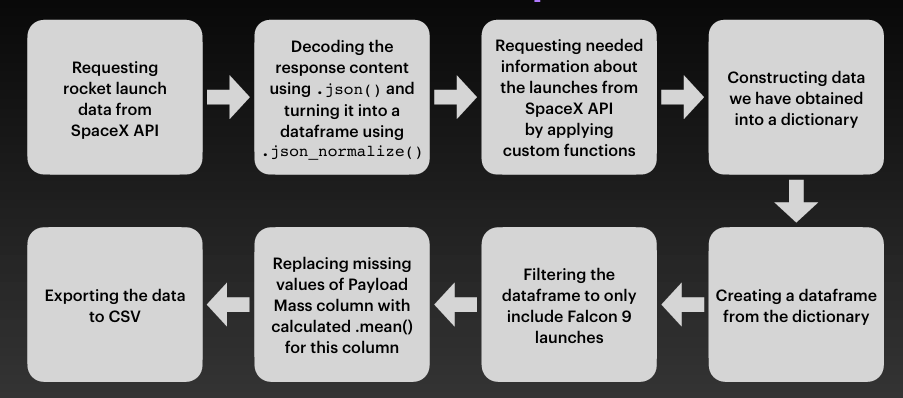 Requesting
rocket launch
data from
SpaceX API
Decoding the
response content
using .json() and
turning it into a
dataframe using
.json_normalize()
Requesting needed
information about
the launches from
SpaceX API
by applying
custom functions
Constructing data
we have obtained
into a dictionary
Creating a dataframe
from the dictionary
Filtering the
dataframe to only
include Falcon 9
launches
Replacing missing
values of Payload
Mass column with
calculated .mean()
for this column
Exporting the data
to CSV